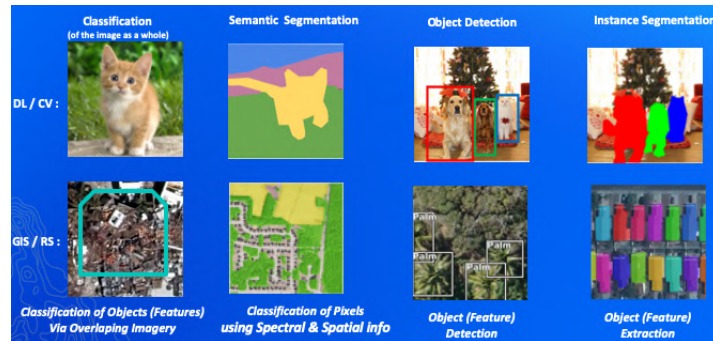 Classification
(of the image as a whole)
Semantic Segmentation
Object Detection
Instance Segmentation
DL / CV :
GIS / RS :
Palm
Palm
Palm
Palm
Classification of Objects (Features)
Via Overlaping Imagery
Classification of Pixels
using Spectral & Spatial info
Object (Feature)
Detection
Object (Feature)
Extraction